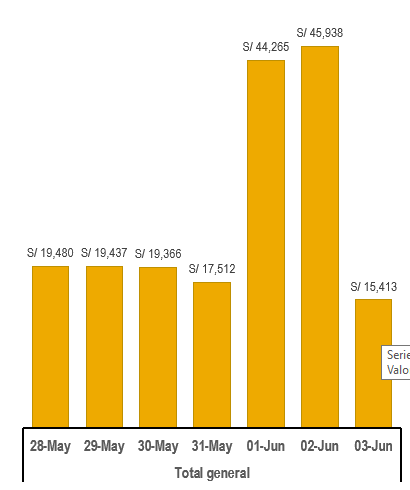 S/ 45,938
S/ 44,265
S/ 19,480
S/ 19,437
S/ 19,366
S/ 17,512
S/ 15,413
Serie
Valo
28-May
29-May
30-May
31-May
01-Jun
02-Jun
03-Jun
Total general